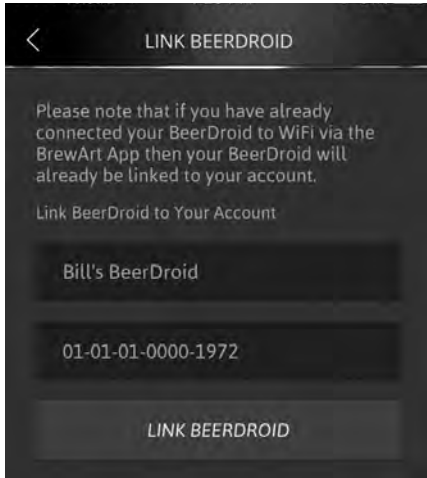 LINK BEERDROID
Please note that if you have already
connected your BeerDroid to WiFi via the
BrewArt App then your BeerDroid will
already be linked to your account.
Link BeerDroid to Your Account
Bill's BeerDroid
01-01-01-0000-1972
LINK BEERDROID